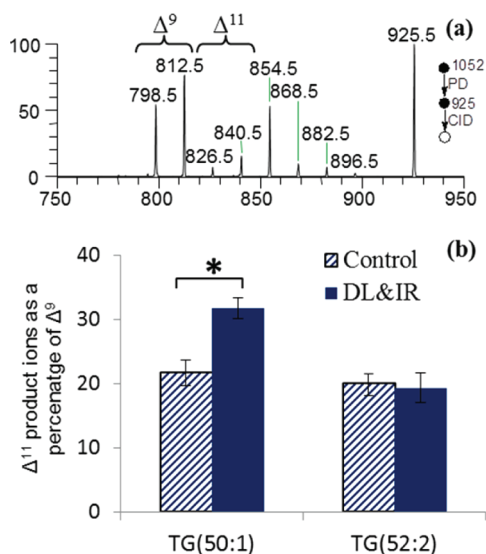 Δ⁹ Δ¹¹
(a)
100
50
0
798.5
812.5
826.5
840.5
854.5
868.5
882.5
896.5
925.5
1052
PD
925
CID
750 800 850 900 950
(b)
Δ¹¹ product ions as a
percenatge of Δ⁹
40
30
20
10
0
*
Control
DL&IR
TG(50:1) TG(52:2)